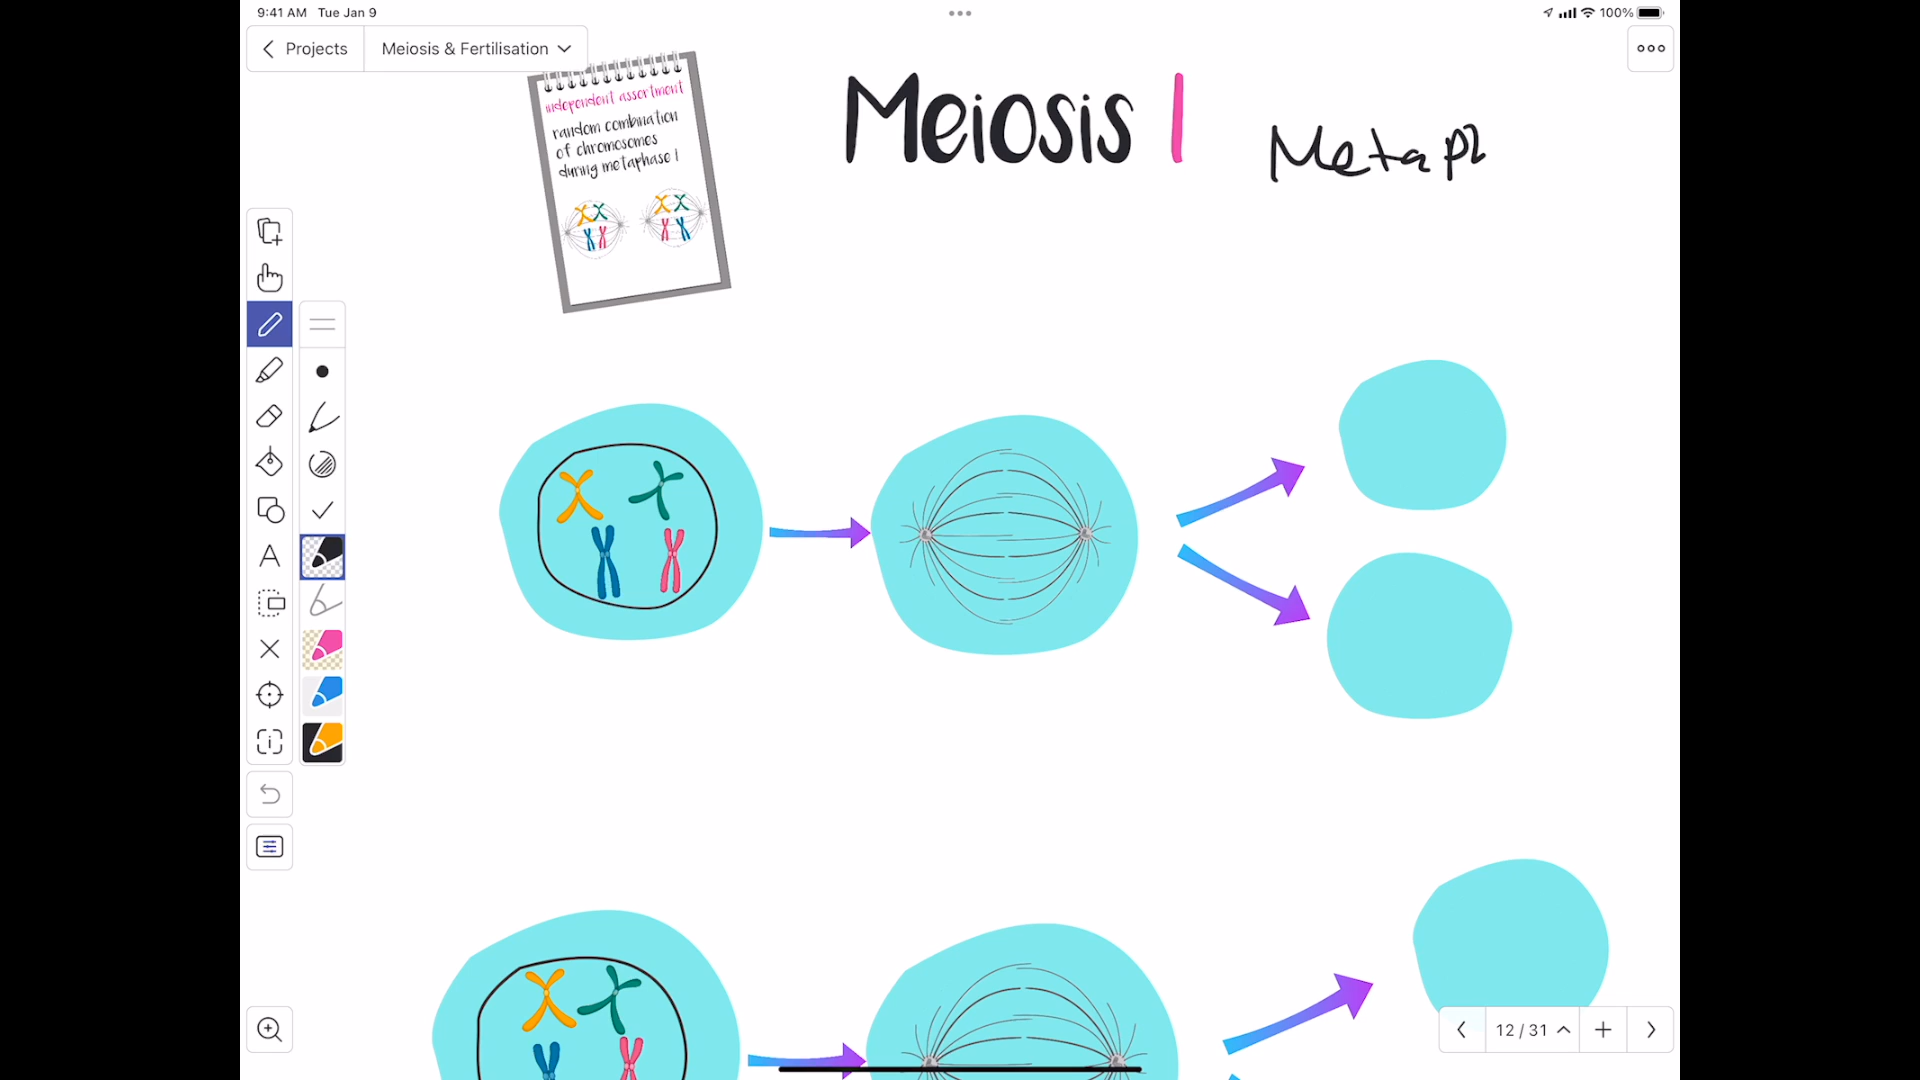 9:41 AM Tue Jan 9
100%
Projects
Meiosis & Fertilisation
independent assortment
random combination
of chromosomes
during metaphase I
Meiosis I
Metaph
A
12 / 31